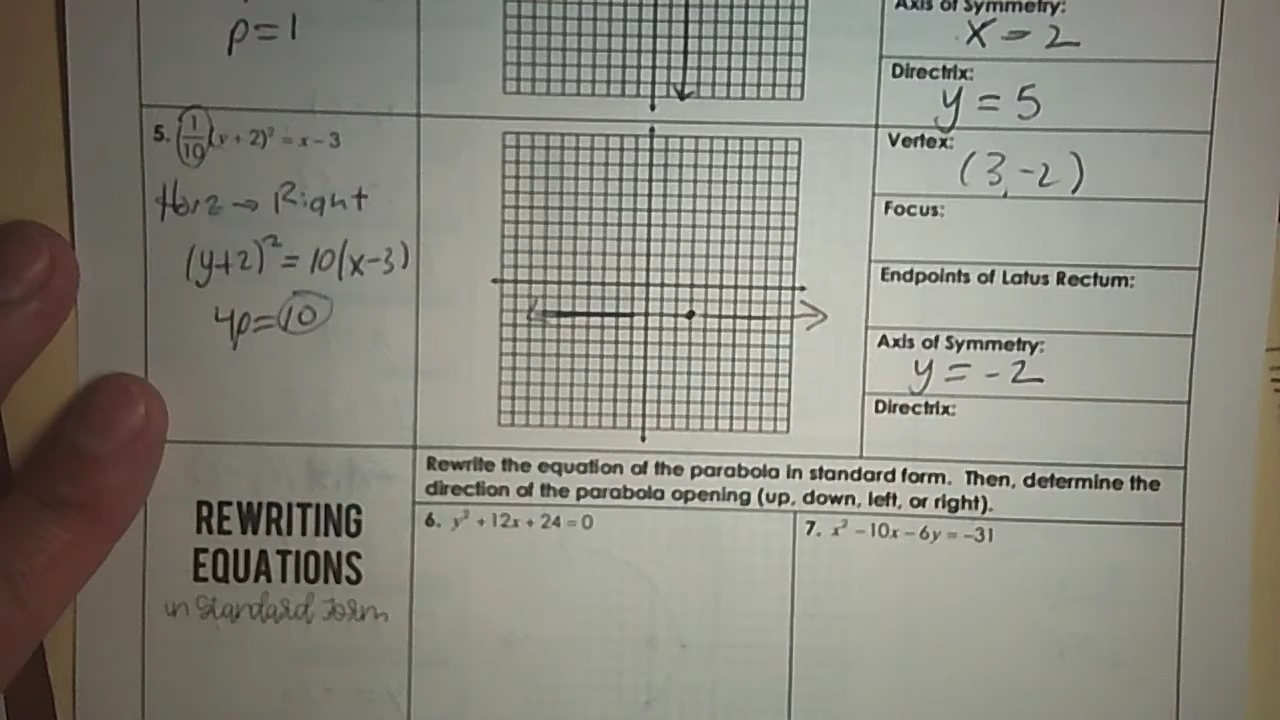 p=1
Axis of Symmetry:
x = 2
Directrix:
y = 5
5. (1/10)(y + 2)² = x − 3
Horz → Right
(y+2)² = 10(x-3)
4p=10
Vertex:
(3,-2)
Focus:
Endpoints of Latus Rectum:
Axis of Symmetry:
y = -2
Directrix:
REWRITING
EQUATIONS
in Standard Form
Rewrite the equation of the parabola in standard form. Then, determine the
direction of the parabola opening (up, down, left, or right).
6. y² + 12x + 24 = 0
7. x² − 10x − 6y = −31